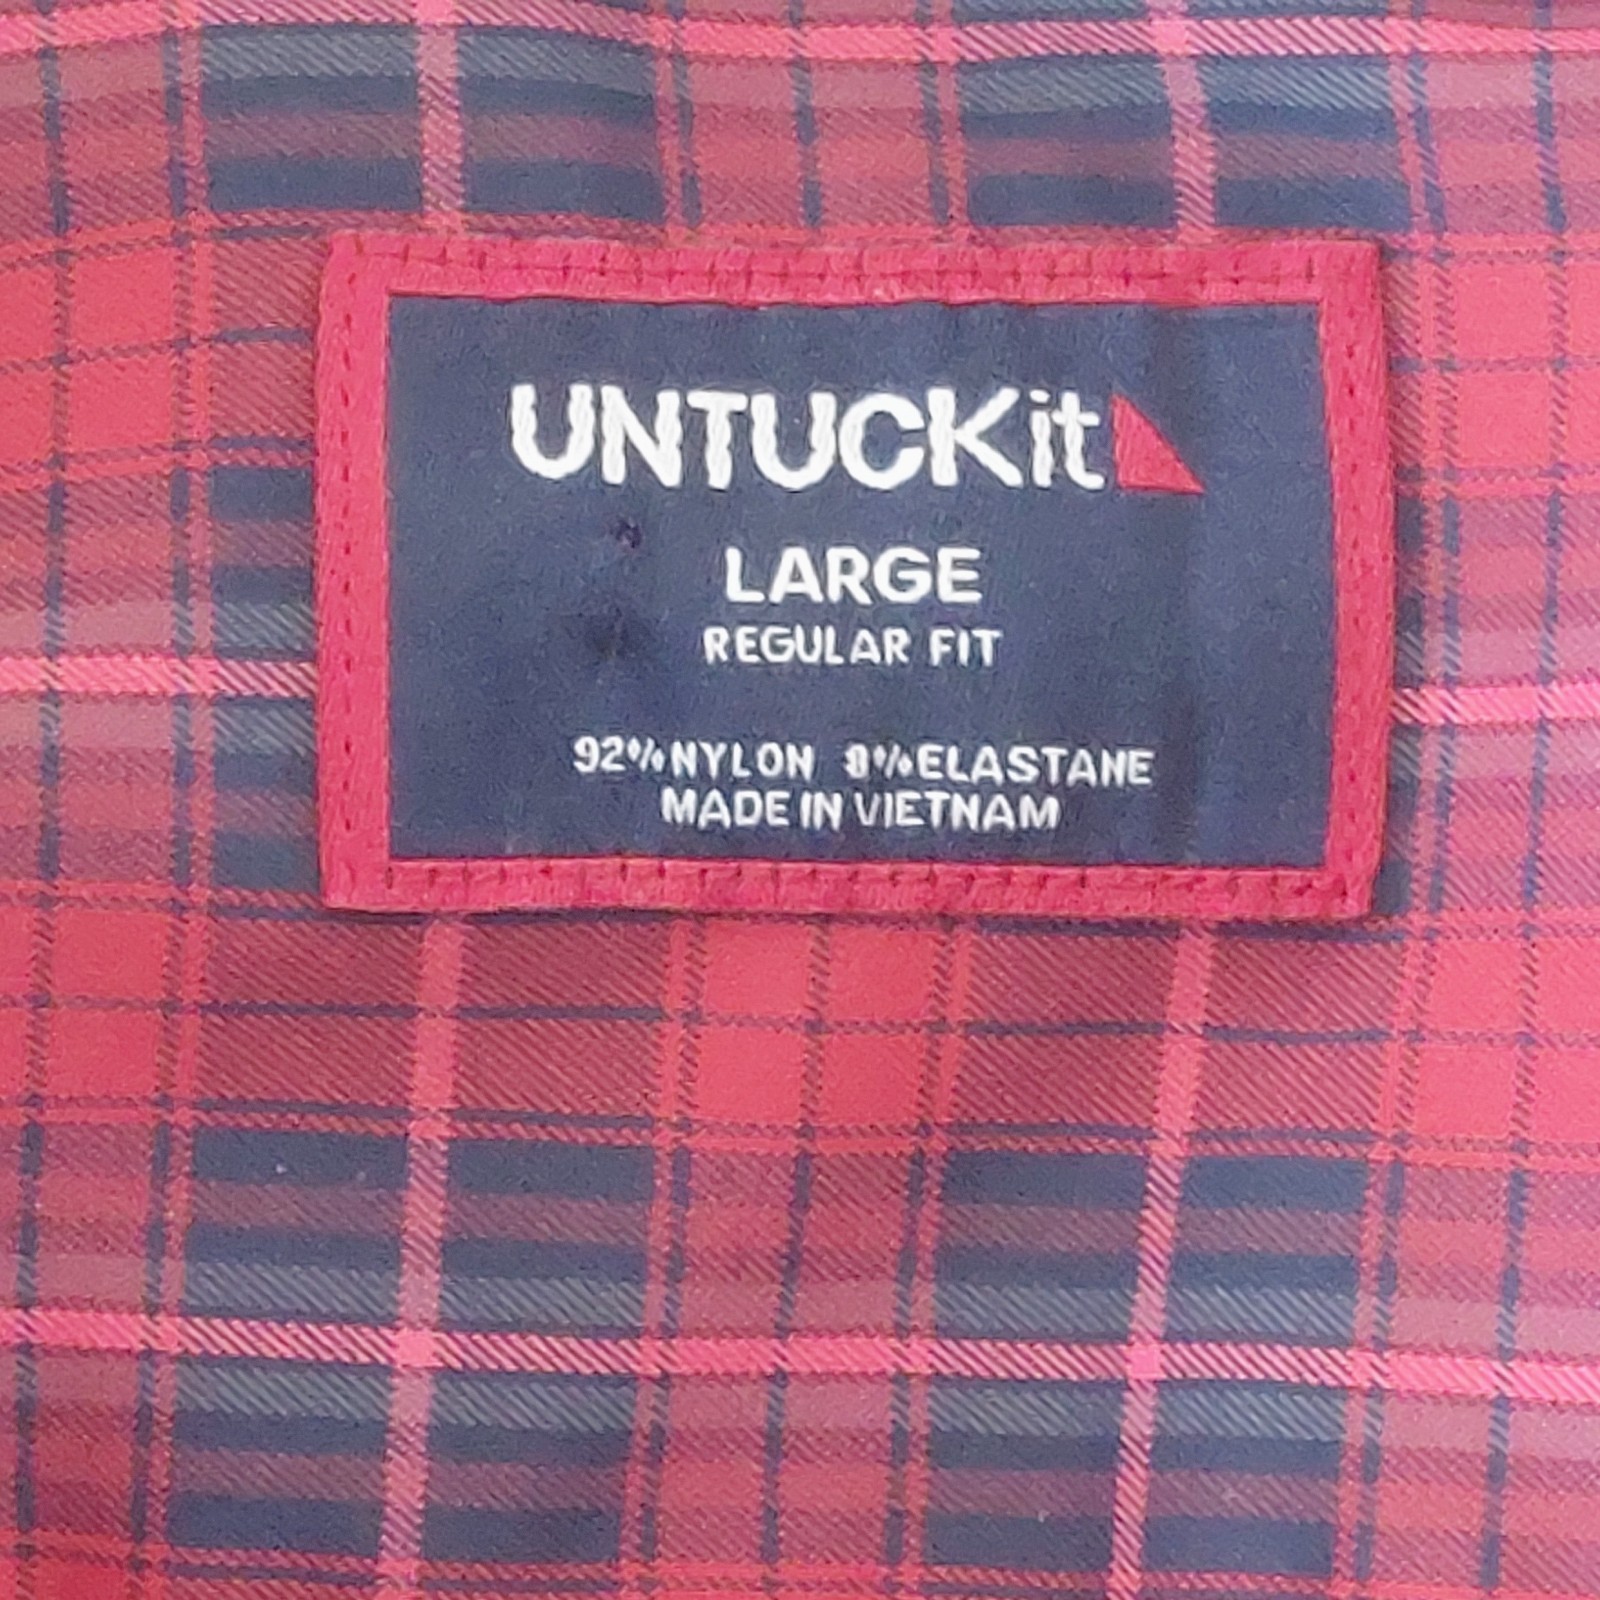 UNTUCKit
LARGE
REGULAR FIT
92%NYLON 8%ELASTANE
MADE IN VIETNAM